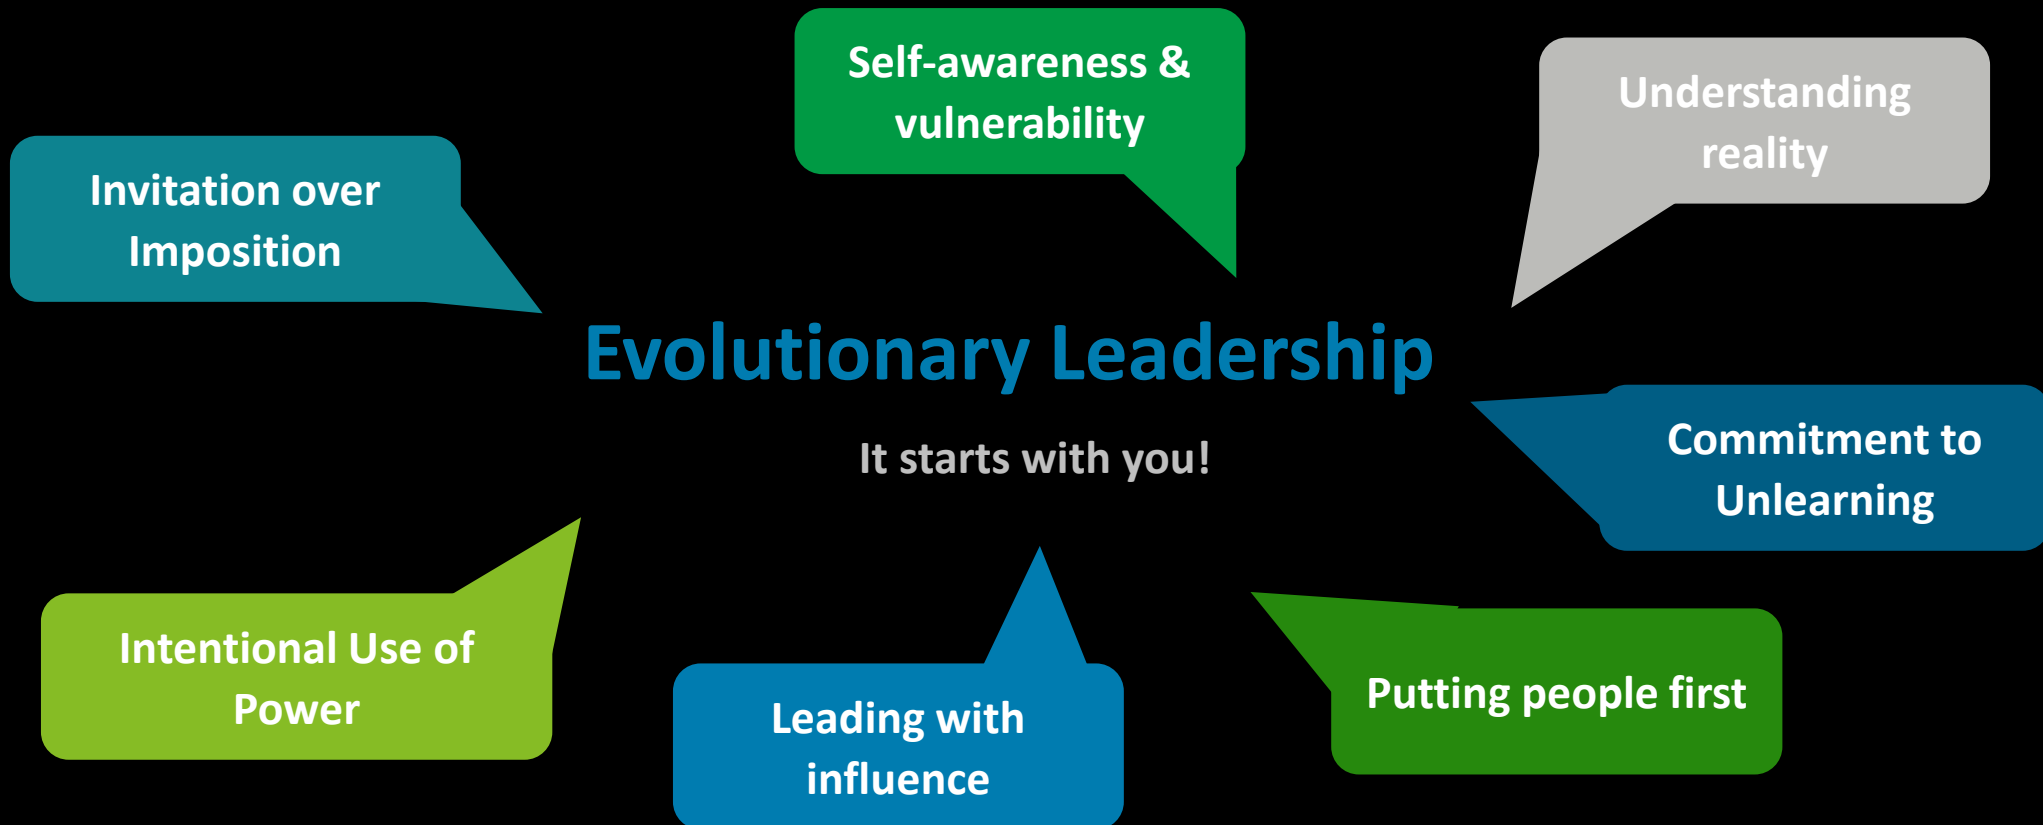 Self-awareness &
vulnerability
Understanding
reality
Invitation over
Imposition
Evolutionary Leadership
It starts with you!
Commitment to
Unlearning
Intentional Use of
Power
Leading with
influence
Putting people first